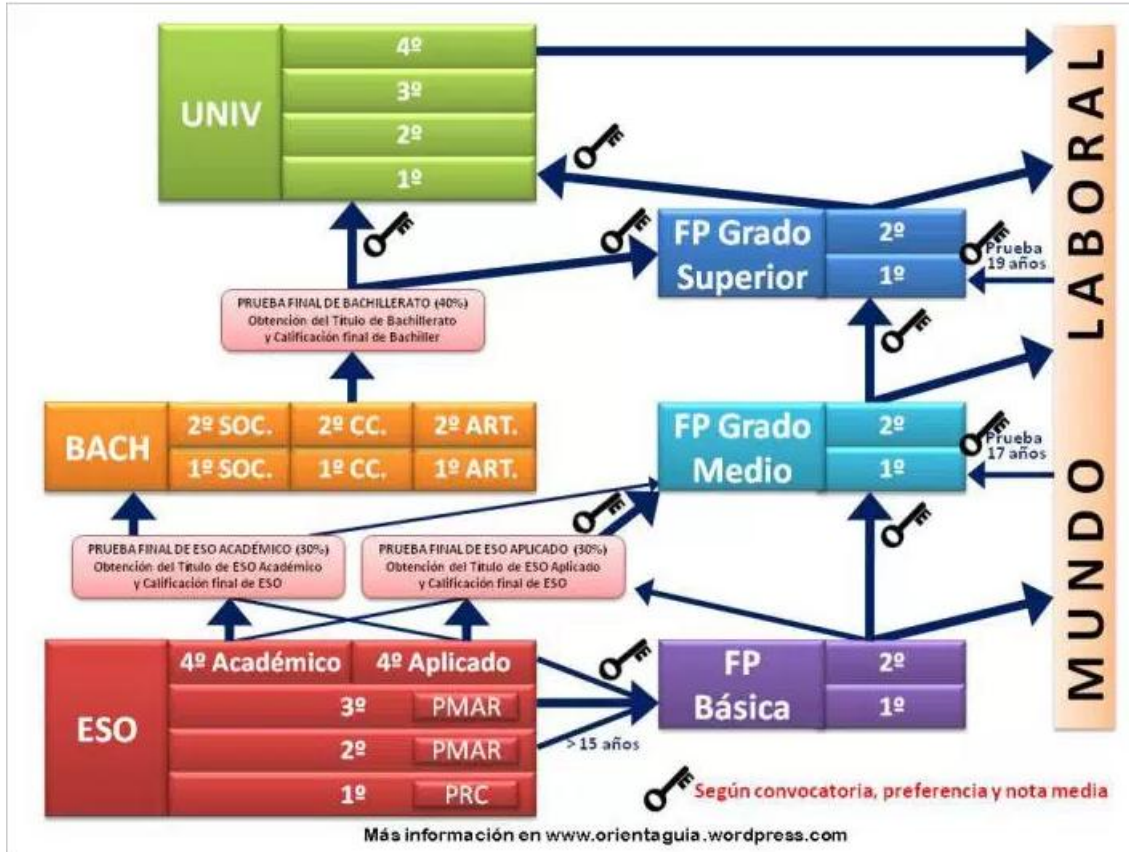 UNIV
4º
3º
2º
1º
FP Grado
Superior
2º
1º
Prueba
19 años
PRUEBA FINAL DE BACHILLERATO (40%)
Obtención del Título de Bachillerato
y Calificación final de Bachiller
BACH
2º SOC.
2º CC.
2º ART.
1º SOC.
1º CC.
1º ART.
FP Grado
Medio
2º
1º
Prueba
17 años
PRUEBA FINAL DE ESO ACADÉMICO (30%)
Obtención del Título de ESO Académico
y Calificación final de ESO
PRUEBA FINAL DE ESO APLICADO (30%)
Obtención del Título de ESO Aplicado
y Calificación final de ESO
ESO
4º Académico
4º Aplicado
3º
PMAR
2º
PMAR
1º
PRC
> 15 años
FP
Básica
2º
1º
MUNDO LABORAL
Según convocatoria, preferencia y nota media
Más información en www.orientaguia.wordpress.com